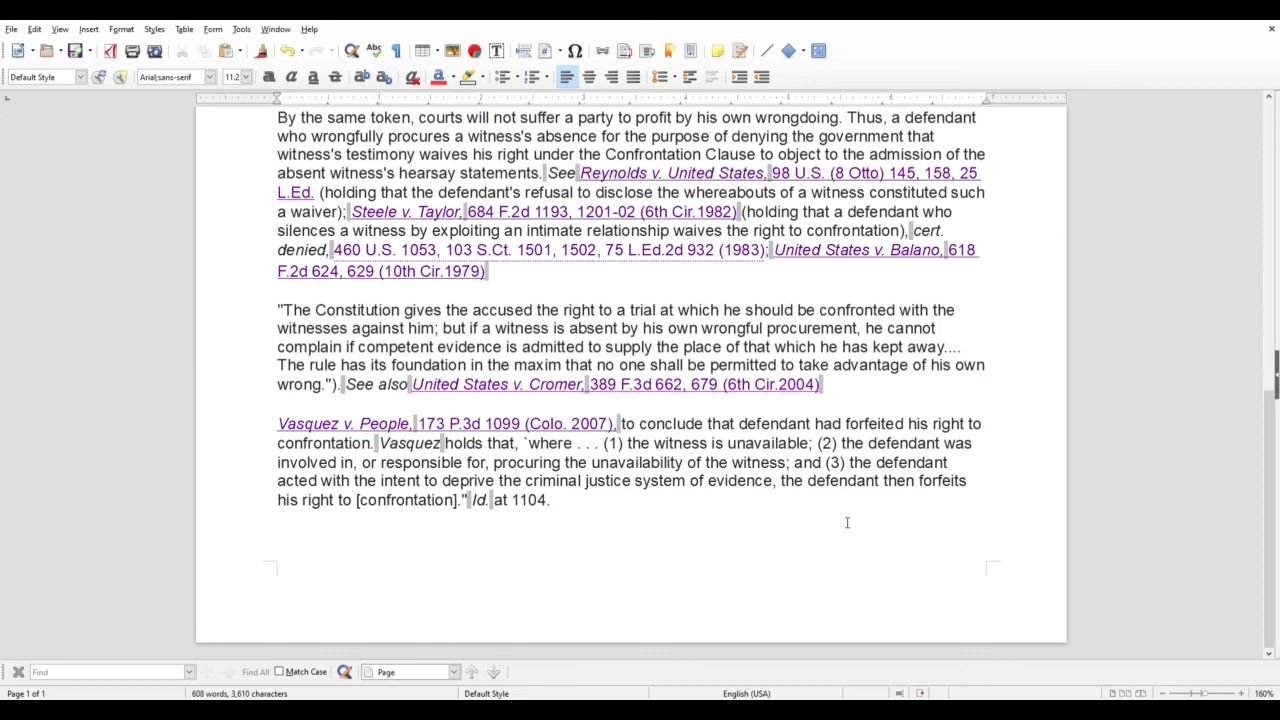 File Edit View Insert Format Styles Table Form Tools Window Help
Default Style Arial;sans-serif 11.2
By the same token, courts will not suffer a party to profit by his own wrongdoing. Thus, a defendant
who wrongfully procures a witness's absence for the purpose of denying the government that
witness's testimony waives his right under the Confrontation Clause to object to the admission of the
absent witness's hearsay statements. See Reynolds v. United States, 98 U.S. (8 Otto) 145, 158, 25
L.Ed. (holding that the defendant's refusal to disclose the whereabouts of a witness constituted such
a waiver); Steele v. Taylor, 684 F.2d 1193, 1201-02 (6th Cir.1982) (holding that a defendant who
silences a witness by exploiting an intimate relationship waives the right to confrontation), cert.
denied, 460 U.S. 1053, 103 S.Ct. 1501, 1502, 75 L.Ed.2d 932 (1983); United States v. Balano, 618
F.2d 624, 629 (10th Cir.1979)
"The Constitution gives the accused the right to a trial at which he should be confronted with the
witnesses against him; but if a witness is absent by his own wrongful procurement, he cannot
complain if competent evidence is admitted to supply the place of that which he has kept away....
The rule has its foundation in the maxim that no one shall be permitted to take advantage of his own
wrong."). See also United States v. Cromer, 389 F.3d 662, 679 (6th Cir.2004)
Vasquez v. People, 173 P.3d 1099 (Colo. 2007), to conclude that defendant had forfeited his right to
confrontation. Vasquez holds that, `where . . . (1) the witness is unavailable; (2) the defendant was
involved in, or responsible for, procuring the unavailability of the witness; and (3) the defendant
acted with the intent to deprive the criminal justice system of evidence, the defendant then forfeits
his right to [confrontation]." Id. at 1104.
Find Find All Match Case Page
Page 1 of 1 608 words, 3,610 characters Default Style English (USA) 160%